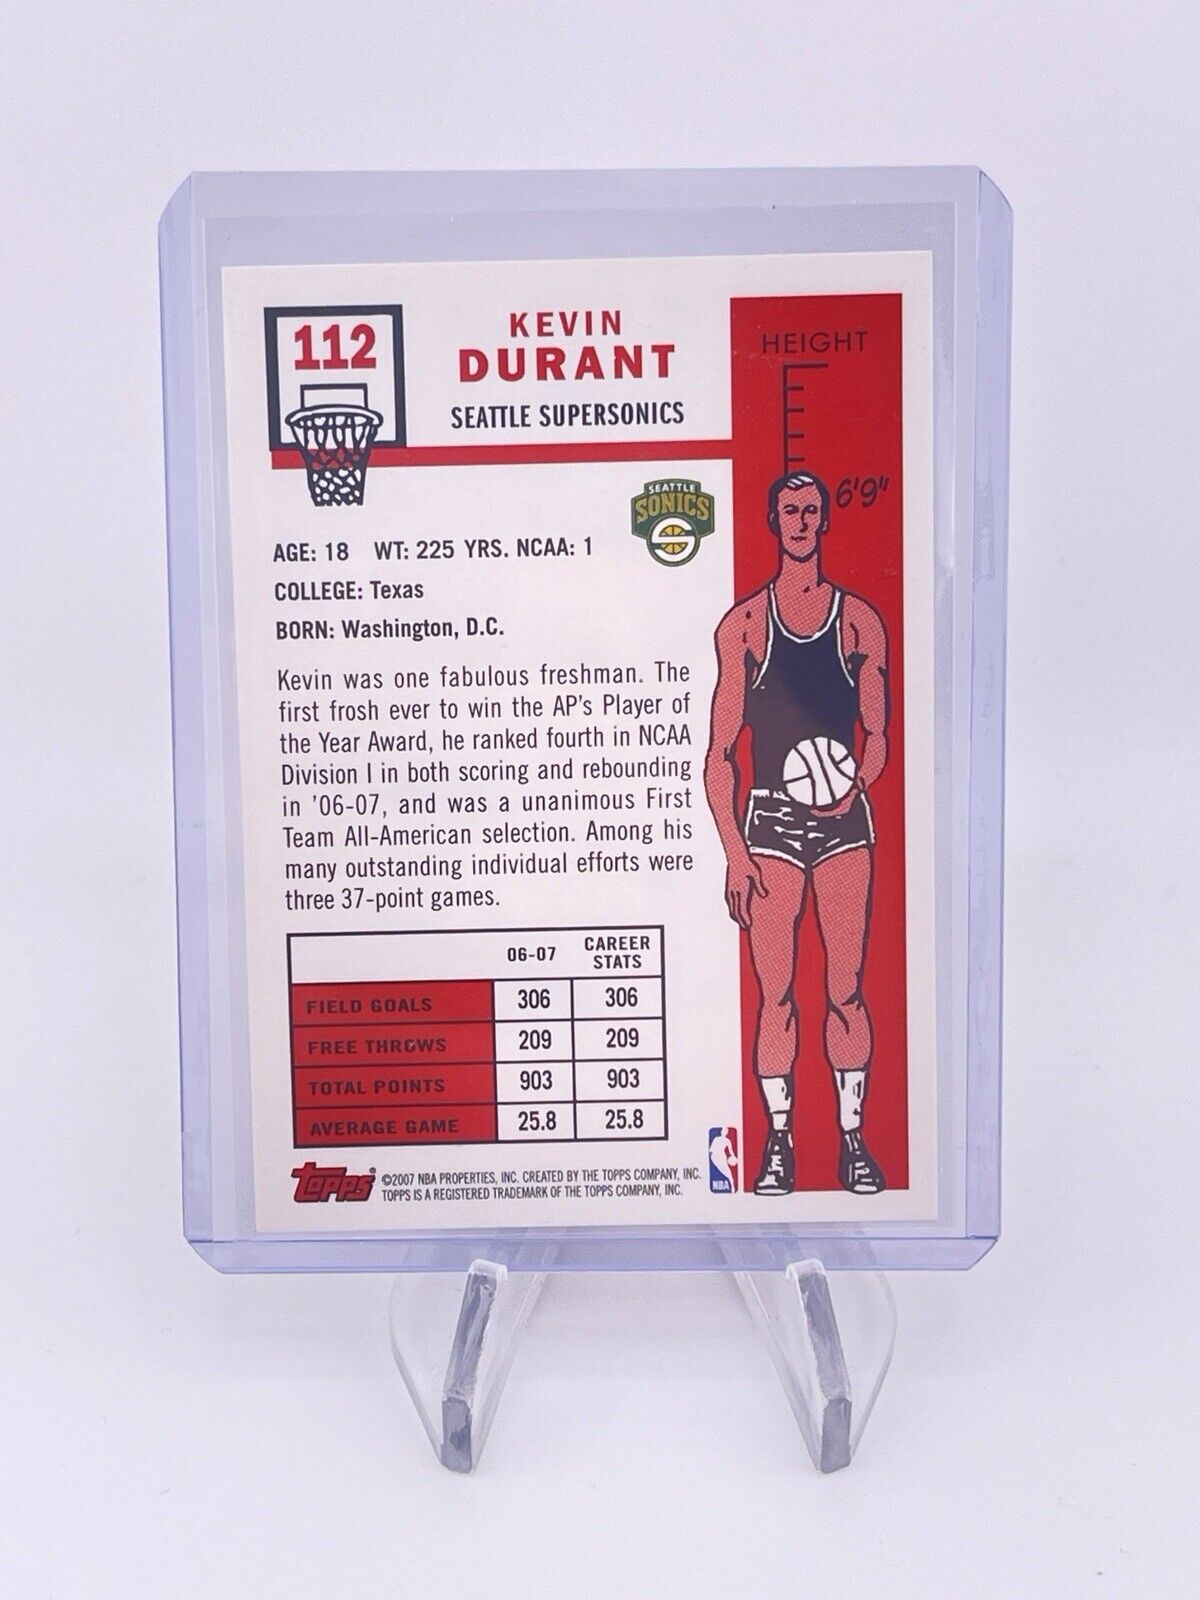 112
KEVIN
DURANT
SEATTLE SUPERSONICS
HEIGHT
6'9"
SEATTLE
SONICS
AGE: 18 WT: 225 YRS. NCAA: 1
COLLEGE: Texas
BORN: Washington, D.C.
Kevin was one fabulous freshman. The
first frosh ever to win the AP's Player of
the Year Award, he ranked fourth in NCAA
Division I in both scoring and rebounding
in '06-07, and was a unanimous First
Team All-American selection. Among his
many outstanding individual efforts were
three 37-point games.
06-07 CAREER STATS
FIELD GOALS 306 306
FREE THROWS 209 209
TOTAL POINTS 903 903
AVERAGE GAME 25.8 25.8
Topps® ©2007 NBA PROPERTIES, INC. CREATED BY THE TOPPS COMPANY, INC.
TOPPS IS A REGISTERED TRADEMARK OF THE TOPPS COMPANY, INC.
NBA